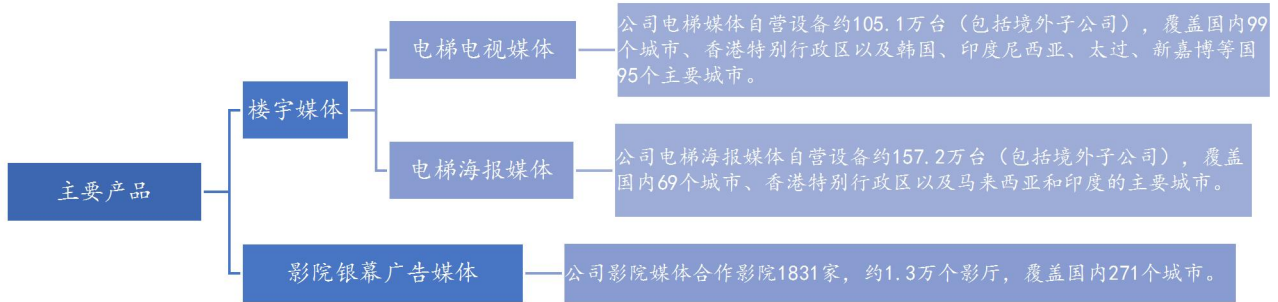 主要产品
楼宇媒体
电梯电视媒体
公司电梯媒体自营设备约105.1万台（包括境外子公司），覆盖国内99
个城市、香港特别行政区以及韩国、印度尼西亚、太过、新嘉博等国
95个主要城市。
电梯海报媒体
公司电梯海报媒体自营设备约157.2万台（包括境外子公司），覆盖
国内69个城市、香港特别行政区以及马来西亚和印度的主要城市。
影院银幕广告媒体
公司影院媒体合作影院1831家，约1.3万个影厅，覆盖国内271个城市。